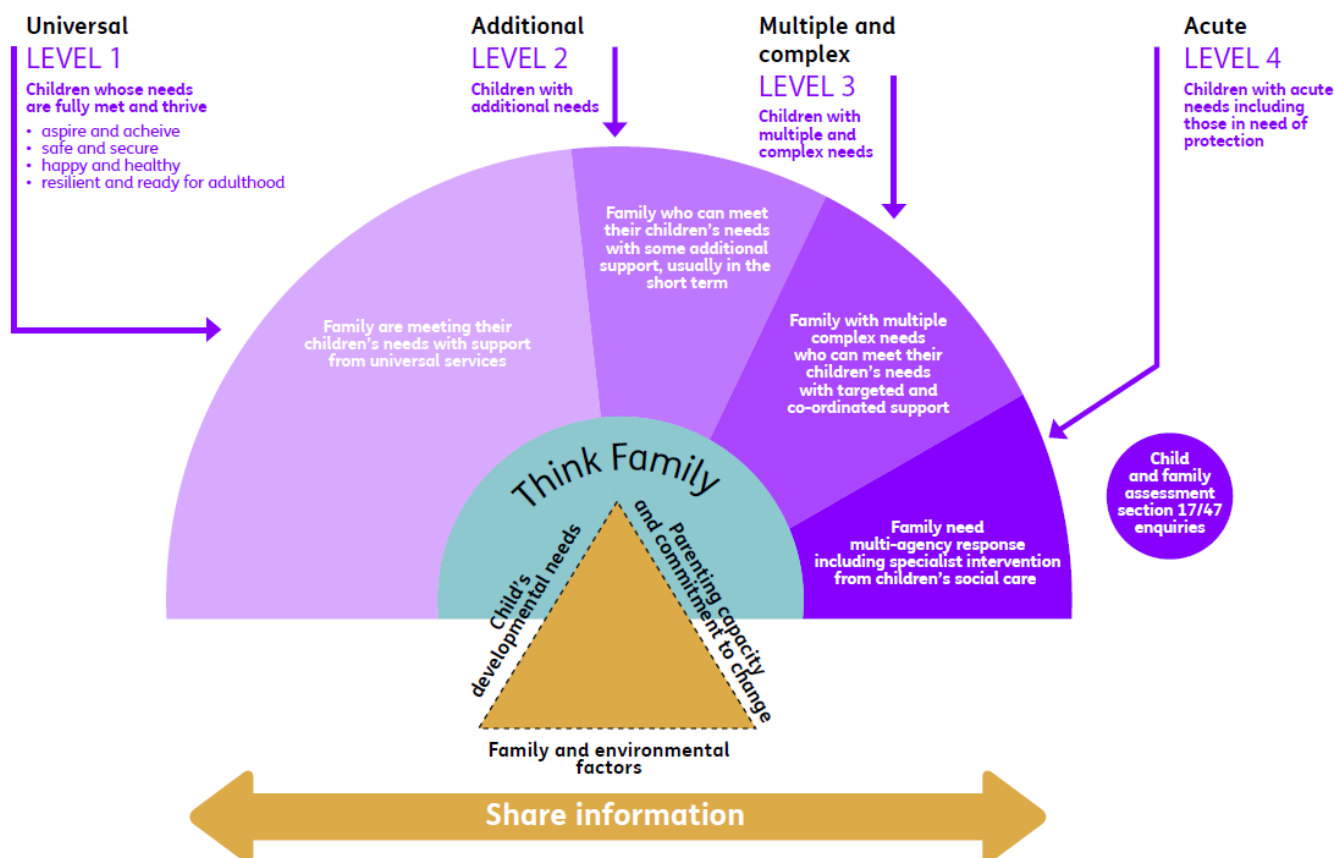 Universal
LEVEL 1
Children whose needs
are fully met and thrive
• aspire and acheive
• safe and secure
• happy and healthy
• resilient and ready for adulthood
Additional
LEVEL 2
Children with
additional needs
Multiple and
complex
LEVEL 3
Children with
multiple and
complex needs
Acute
LEVEL 4
Children with acute
needs including
those in need of
protection
Family are meeting their
children's needs with support
from universal services
Family who can meet
their children's needs
with some additional
support, usually in the
short term
Family with multiple
complex needs
who can meet their
children's needs
with targeted and
co-ordinated support
Family need
multi-agency response
including specialist intervention
from children's social care
Child
and family
assessment
section 17/47
enquiries
Think Family
Child's
developmental needs
Parenting capacity
and commitment to change
Family and environmental
factors
Share information